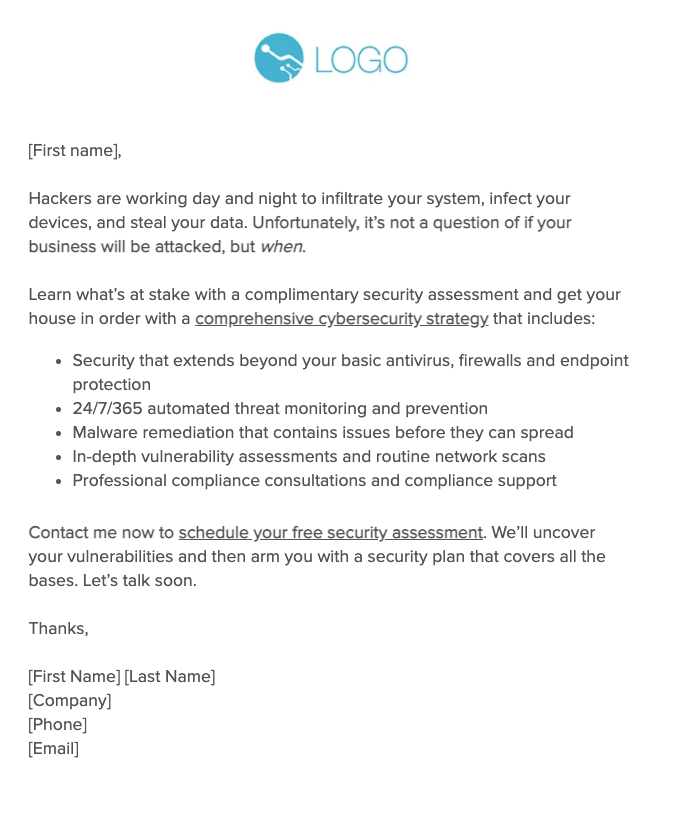 LOGO
[First name],
Hackers are working day and night to infiltrate your system, infect your
devices, and steal your data. Unfortunately, it’s not a question of if your
business will be attacked, but when.
Learn what’s at stake with a complimentary security assessment and get your
house in order with a comprehensive cybersecurity strategy that includes:
• Security that extends beyond your basic antivirus, firewalls and endpoint
protection
• 24/7/365 automated threat monitoring and prevention
• Malware remediation that contains issues before they can spread
• In-depth vulnerability assessments and routine network scans
• Professional compliance consultations and compliance support
Contact me now to schedule your free security assessment. We’ll uncover
your vulnerabilities and then arm you with a security plan that covers all the
bases. Let’s talk soon.
Thanks,
[First Name] [Last Name]
[Company]
[Phone]
[Email]